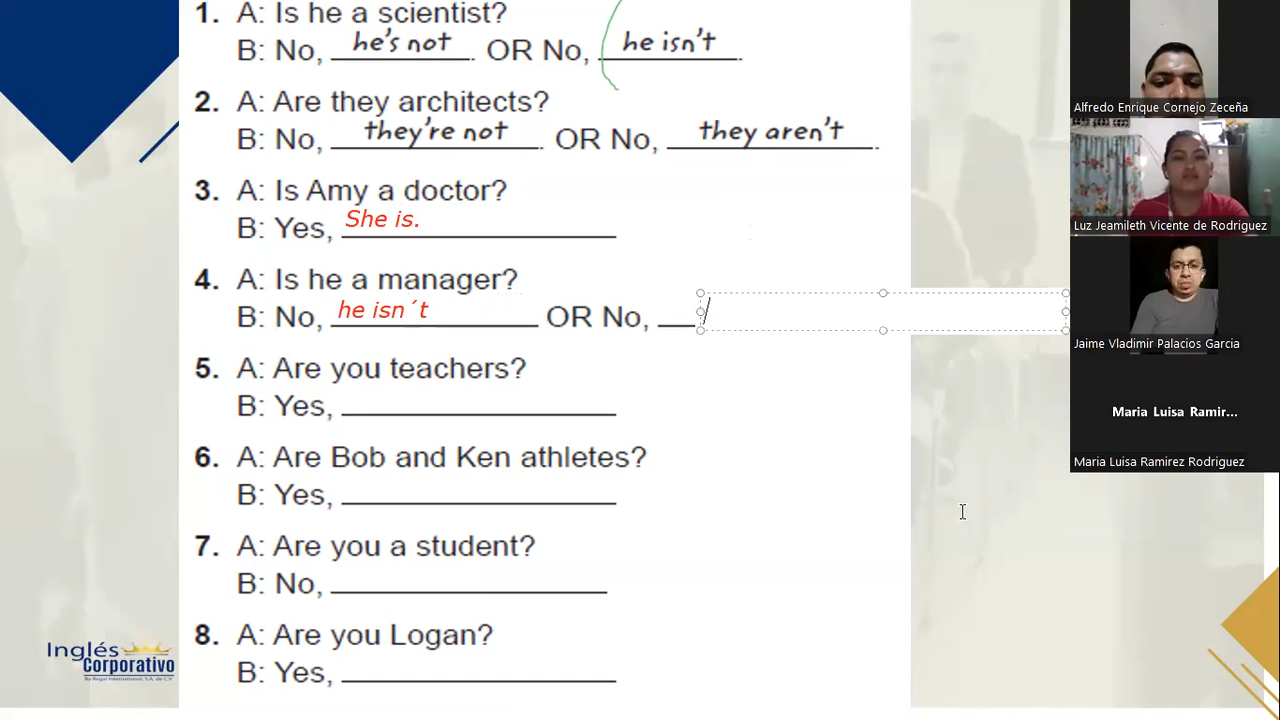 1. A: Is he a scientist?
B: No, he's not. OR No, he isn't.
2. A: Are they architects?
B: No, they're not. OR No, they aren't.
3. A: Is Amy a doctor?
B: Yes, She is.
4. A: Is he a manager?
B: No, he isn´t OR No,
5. A: Are you teachers?
B: Yes,
6. A: Are Bob and Ken athletes?
B: Yes,
7. A: Are you a student?
B: No,
8. A: Are you Logan?
B: Yes,
Inglés
Corporativo
By Regal International, S.A. de C.V.
Alfredo Enrique Cornejo Zeceña
Luz Jeamileth Vicente de Rodriguez
Jaime Vladimir Palacios Garcia
Maria Luisa Ramir...
Maria Luisa Ramirez Rodriguez